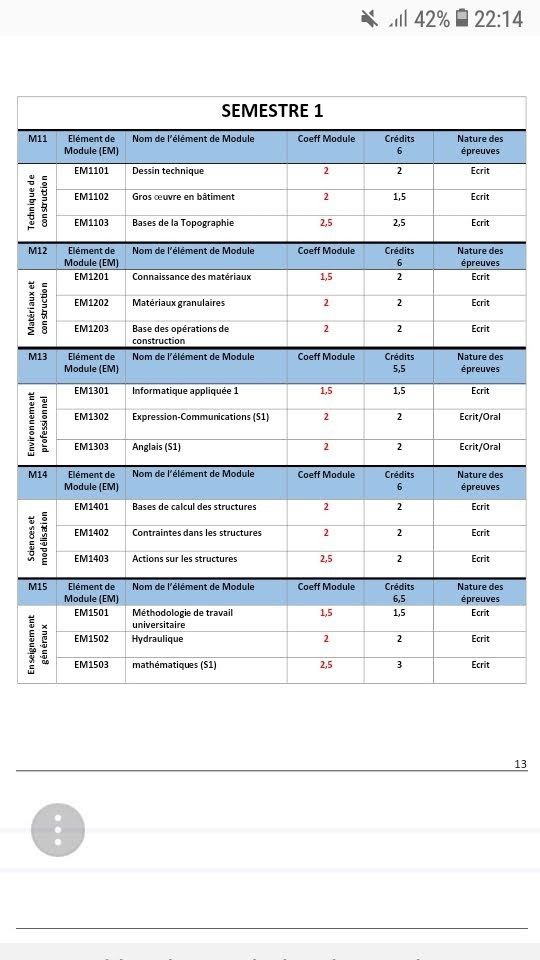 42% 22:14
SEMESTRE 1
M11 Elément de Module (EM) Nom de l'élément de Module Coeff Module Crédits 6 Nature des épreuves
Technique de construction
EM1101 Dessin technique 2 2 Ecrit
EM1102 Gros œuvre en bâtiment 2 1,5 Ecrit
EM1103 Bases de la Topographie 2,5 2,5 Ecrit
M12 Elément de Module (EM) Nom de l'élément de Module Coeff Module Crédits 6 Nature des épreuves
Matériaux et construction
EM1201 Connaissance des matériaux 1,5 2 Ecrit
EM1202 Matériaux granulaires 2 2 Ecrit
EM1203 Base des opérations de construction 2 2 Ecrit
M13 Elément de Module (EM) Nom de l'élément de Module Coeff Module Crédits 5,5 Nature des épreuves
Environnement professionnel
EM1301 Informatique appliquée 1 1,5 1,5 Ecrit
EM1302 Expression-Communications (S1) 2 2 Ecrit/Oral
EM1303 Anglais (S1) 2 2 Ecrit/Oral
M14 Elément de Module (EM) Nom de l'élément de Module Coeff Module Crédits 6 Nature des épreuves
Sciences et modélisation
EM1401 Bases de calcul des structures 2 2 Ecrit
EM1402 Contraintes dans les structures 2 2 Ecrit
EM1403 Actions sur les structures 2,5 2 Ecrit
M15 Elément de Module (EM) Nom de l'élément de Module Coeff Module Crédits 6,5 Nature des épreuves
Enseignement généraux
EM1501 Méthodologie de travail universitaire 1,5 1,5 Ecrit
EM1502 Hydraulique 2 2 Ecrit
EM1503 mathématiques (S1) 2,5 3 Ecrit
13